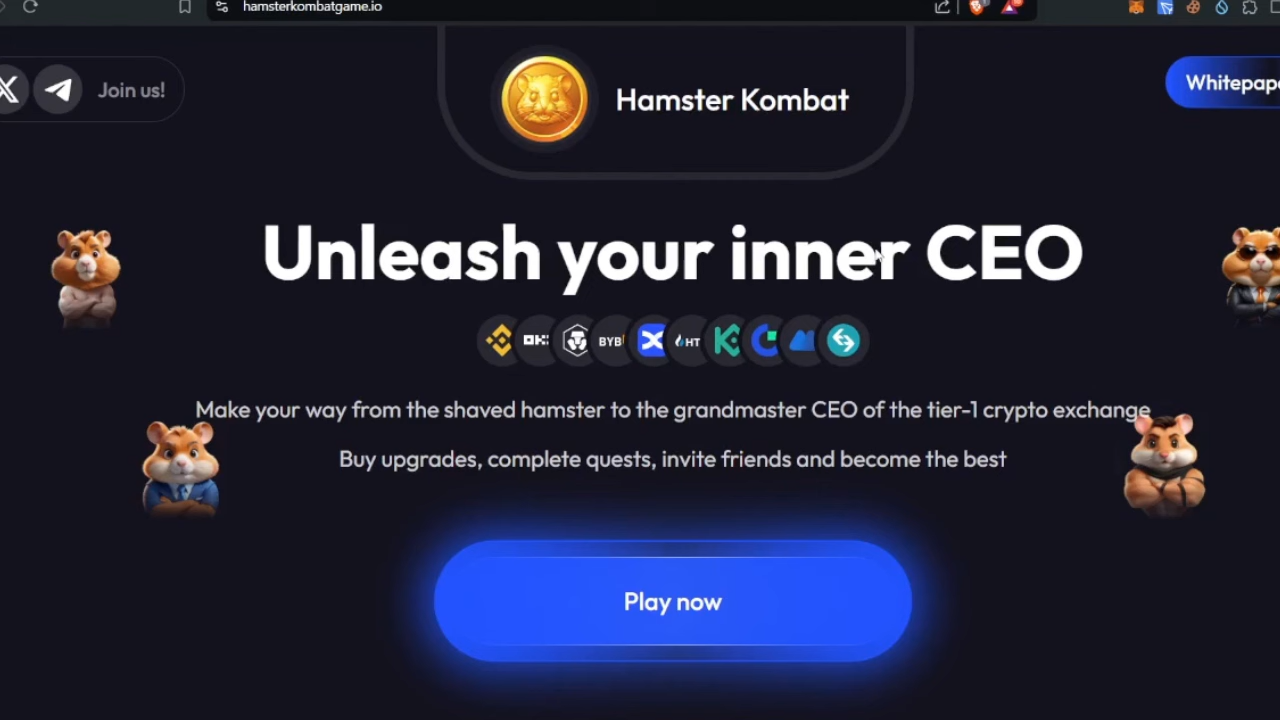 hamsterkombatgame.io
Join us!
Hamster Kombat
Whitepape
Unleash your inner CEO
BYB
HT
Make your way from the shaved hamster to the grandmaster CEO of the tier-1 crypto exchange
Buy upgrades, complete quests, invite friends and become the best
Play now